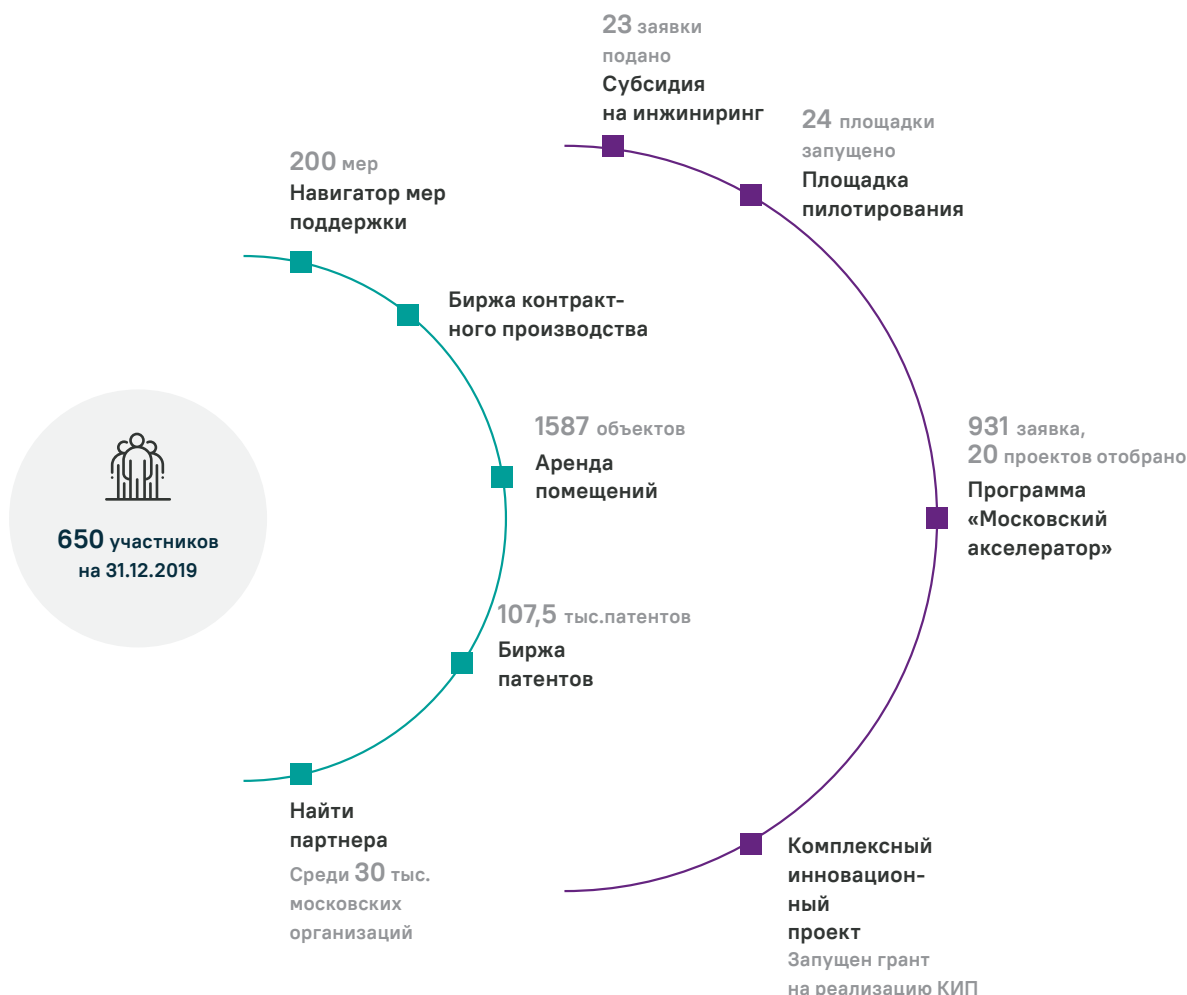 23 заявки
подано
Субсидия
на инжиниринг
24 площадки
запущено
Площадка
пилотирования
200 мер
Навигатор мер
поддержки
Биржа контракт-
ного производства
1587 объектов
Аренда
помещений
931 заявка,
20 проектов отобрано
Программа
«Московский
акселератор»
650 участников
на 31.12.2019
107,5 тыс.патентов
Биржа
патентов
Найти
партнера
Среди 30 тыс.
московских
организаций
Комплексный
инновацион-
ный
проект
Запущен грант
на реализацию КИП